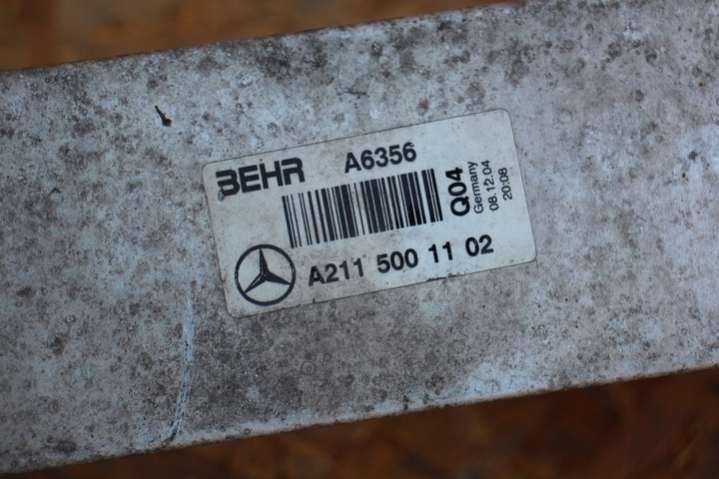 BEHR A6356
Q04
Germany
08.12.04
20:08
A211 500 11 02